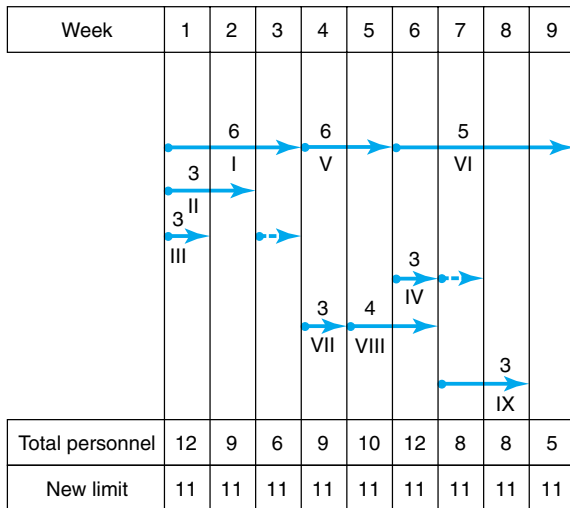 Week 1 2 3 4 5 6 7 8 9
6 6 5
I V VI
3
II
3
III
3
IV
3 4
VII VIII
3
IX
Total personnel 12 9 6 9 10 12 8 8 5
New limit 11 11 11 11 11 11 11 11 11